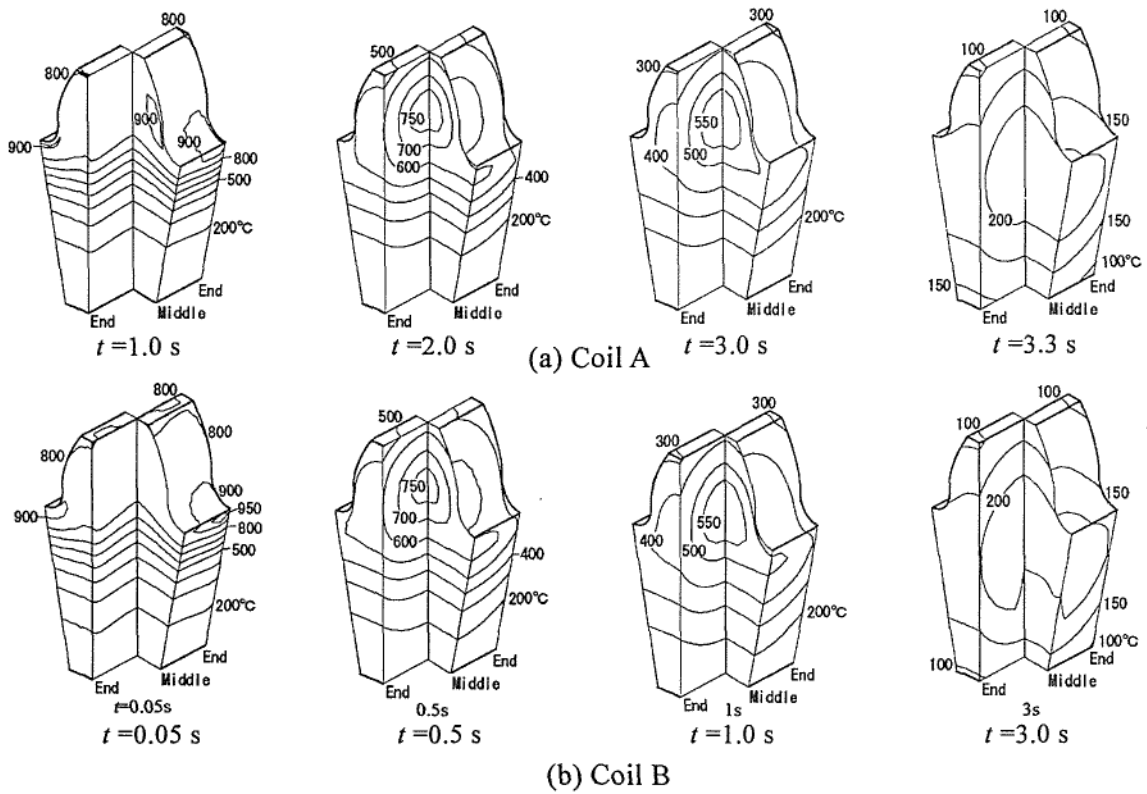 800
800
900
900
900
800
500
200℃
End
End
Middle
t =1.0 s
500
750
700
600
400
200℃
End
End
Middle
t =2.0 s
300
300
550
400
500
200℃
End
End
Middle
t =3.0 s
100
100
150
200
150
100℃
150
End
End
Middle
t =3.3 s
(a) Coil A
800
800
800
900
900
950
800
500
200℃
End
End
Middle
t=0.05s
t =0.05 s
500
750
700
600
400
200℃
End
End
Middle
0.5s
t =0.5 s
300
300
550
400
500
200℃
End
End
Middle
1s
t =1.0 s
100
100
200
150
150
100℃
100
End
End
Middle
3s
t =3.0 s
(b) Coil B